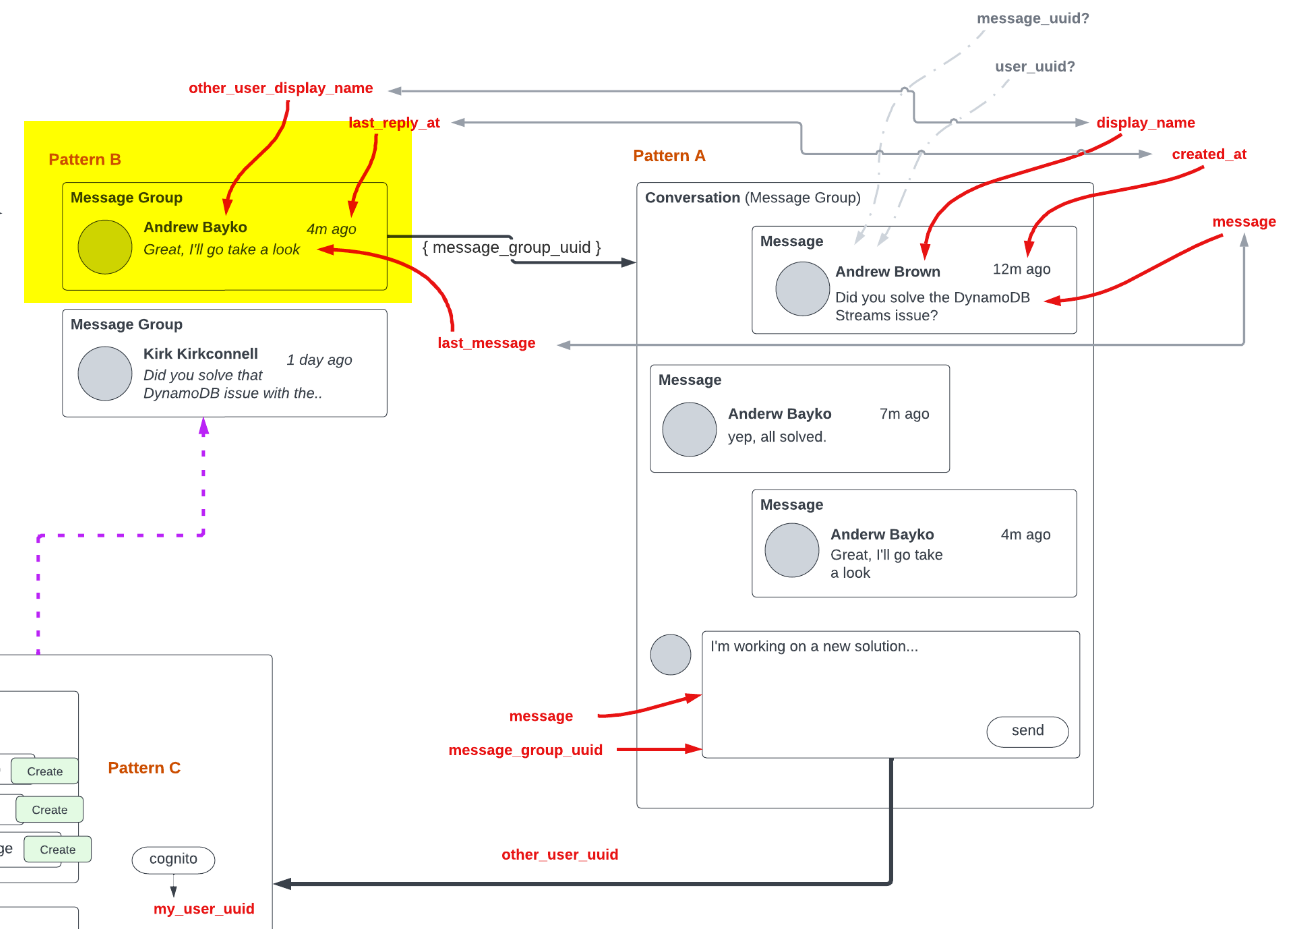 message_uuid?
user_uuid?
other_user_display_name
last_reply_at
display_name
Pattern B
Pattern A
created_at
Message Group
Andrew Bayko
4m ago
Great, I'll go take a look
{ message_group_uuid }
Conversation (Message Group)
message
Message
Andrew Brown
12m ago
Did you solve the DynamoDB
Streams issue?
Message Group
Kirk Kirkconnell
1 day ago
Did you solve that
DynamoDB issue with the..
last_message
Message
Anderw Bayko
7m ago
yep, all solved.
Message
Anderw Bayko
4m ago
Great, I'll go take
a look
I'm working on a new solution...
message
send
message_group_uuid
Pattern C
Create
Create
ge
Create
cognito
other_user_uuid
my_user_uuid